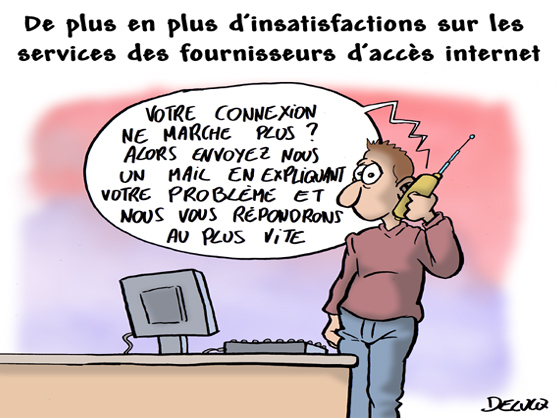 De plus en plus d'insatisfactions sur les
services des fournisseurs d'accès internet
VOTRE CONNEXION
NE MARCHE PLUS ?
ALORS ENVOYEZ NOUS
UN MAIL EN EXPLIQUANT
VOTRE PROBLÈME ET
NOUS VOUS RÉPONDRONS
AU PLUS VITE
DELUCQ